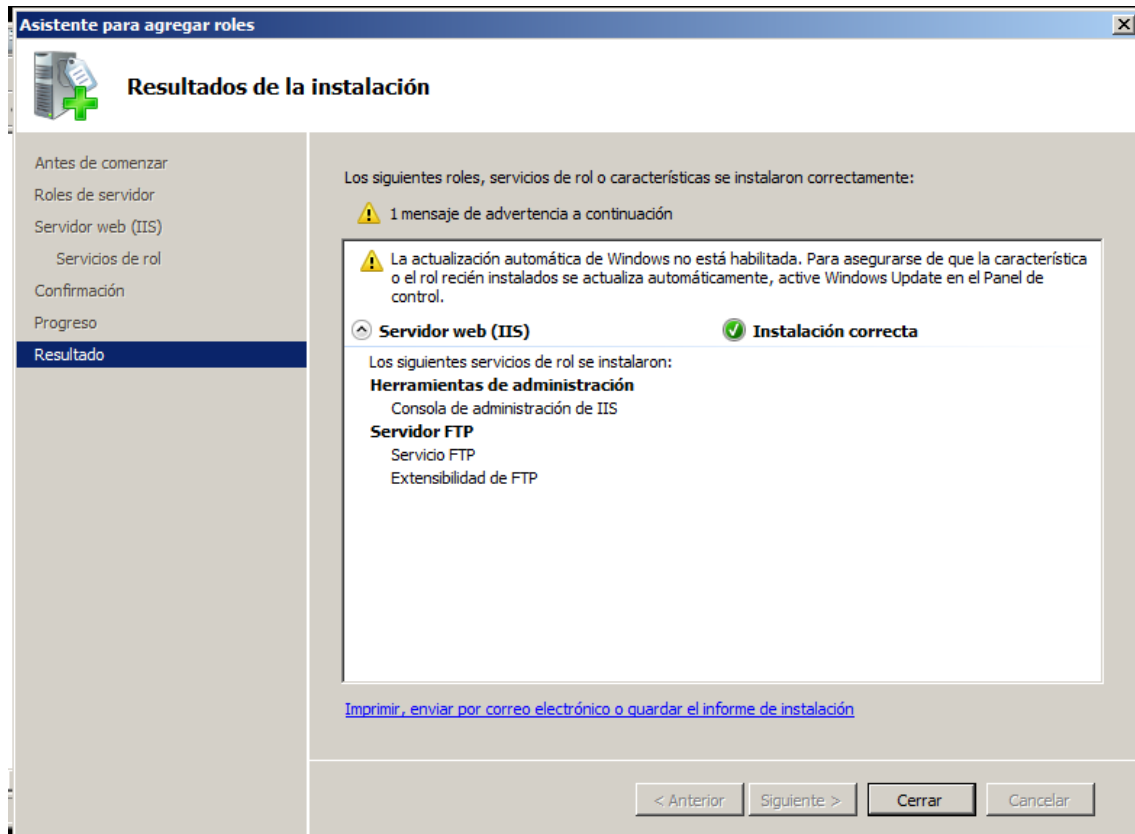 Asistente para agregar roles
Resultados de la instalación
Antes de comenzar
Roles de servidor
Servidor web (IIS)
Servicios de rol
Confirmación
Progreso
Resultado
Los siguientes roles, servicios de rol o características se instalaron correctamente:
1 mensaje de advertencia a continuación
La actualización automática de Windows no está habilitada. Para asegurarse de que la característica
o el rol recién instalados se actualiza automáticamente, active Windows Update en el Panel de
control.
Servidor web (IIS) Instalación correcta
Los siguientes servicios de rol se instalaron:
Herramientas de administración
Consola de administración de IIS
Servidor FTP
Servicio FTP
Extensibilidad de FTP
Imprimir, enviar por correo electrónico o guardar el informe de instalación
< Anterior Siguiente > Cerrar Cancelar